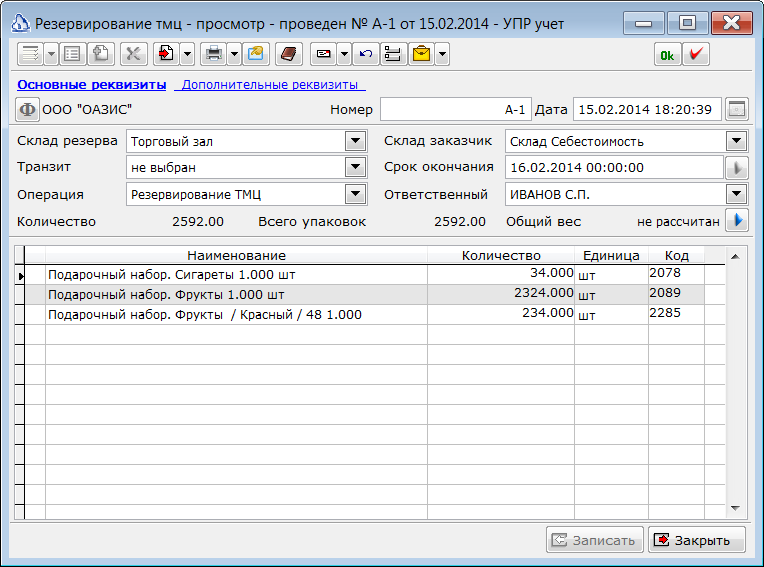 Резервирование тмц - просмотр - проведен № А-1 от 15.02.2014 - УПР учет
Ok
Основные реквизиты Дополнительные реквизиты
Ф ООО "ОАЗИС" Номер А-1 Дата 15.02.2014 18:20:39
Склад резерва Торговый зал Склад заказчик Склад Себестоимость
Транзит не выбран Срок окончания 16.02.2014 00:00:00
Операция Резервирование ТМЦ Ответственный ИВАНОВ С.П.
Количество 2592.00 Всего упаковок 2592.00 Общий вес не рассчитан
Наименование Количество Единица Код
Подарочный набор. Сигареты 1.000 шт 34.000 шт 2078
Подарочный набор. Фрукты 1.000 шт 2324.000 шт 2089
Подарочный набор. Фрукты / Красный / 48 1.000 234.000 шт 2285
Записать Закрыть